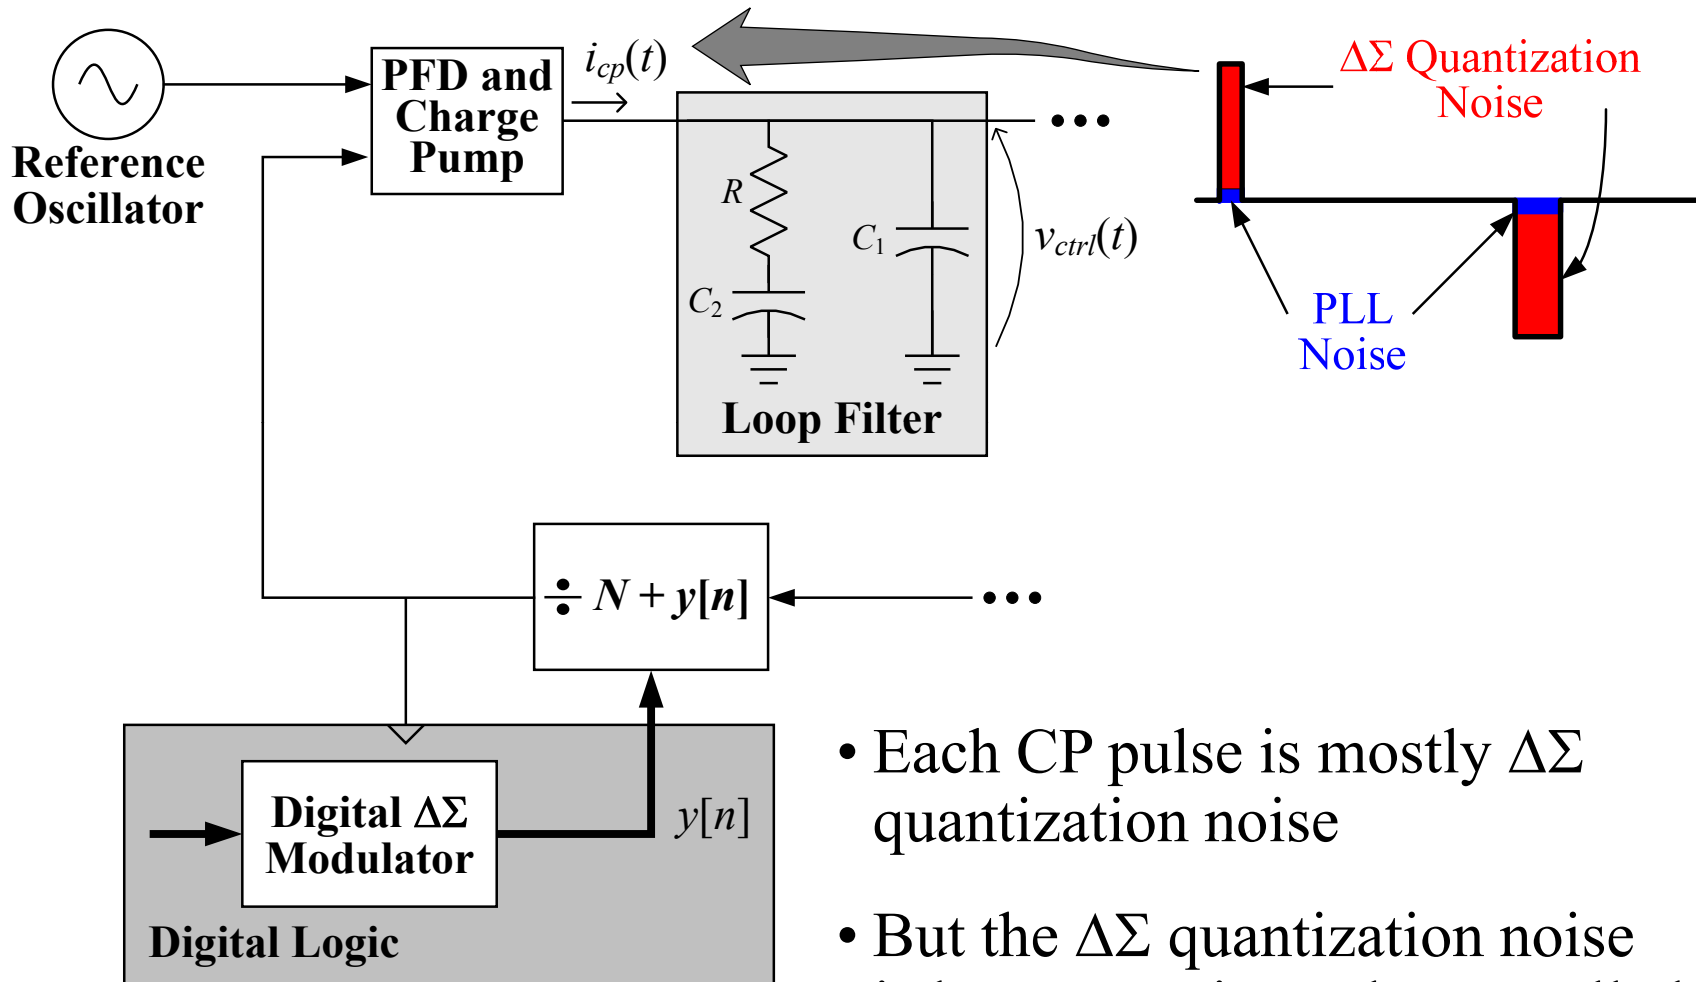 PFD and
Charge
Pump
i_cp(t)
ΔΣ Quantization
Noise
Reference
Oscillator
R
C₁
C₂
v_ctrl(t)
PLL
Noise
Loop Filter
÷ N + y[n]
Digital ΔΣ
Modulator
y[n]
Digital Logic
• Each CP pulse is mostly ΔΣ
quantization noise
• But the ΔΣ quantization noise